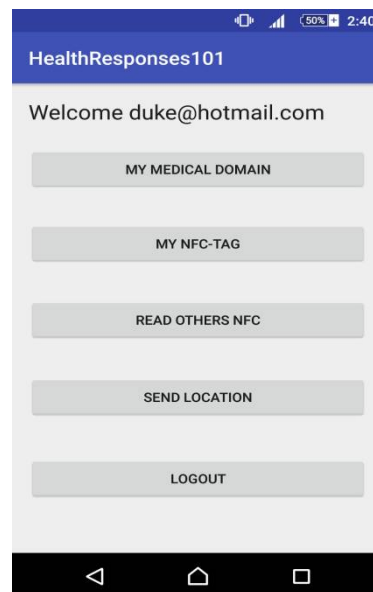 50% 2:40
HealthResponses101
Welcome duke@hotmail.com
MY MEDICAL DOMAIN
MY NFC-TAG
READ OTHERS NFC
SEND LOCATION
LOGOUT